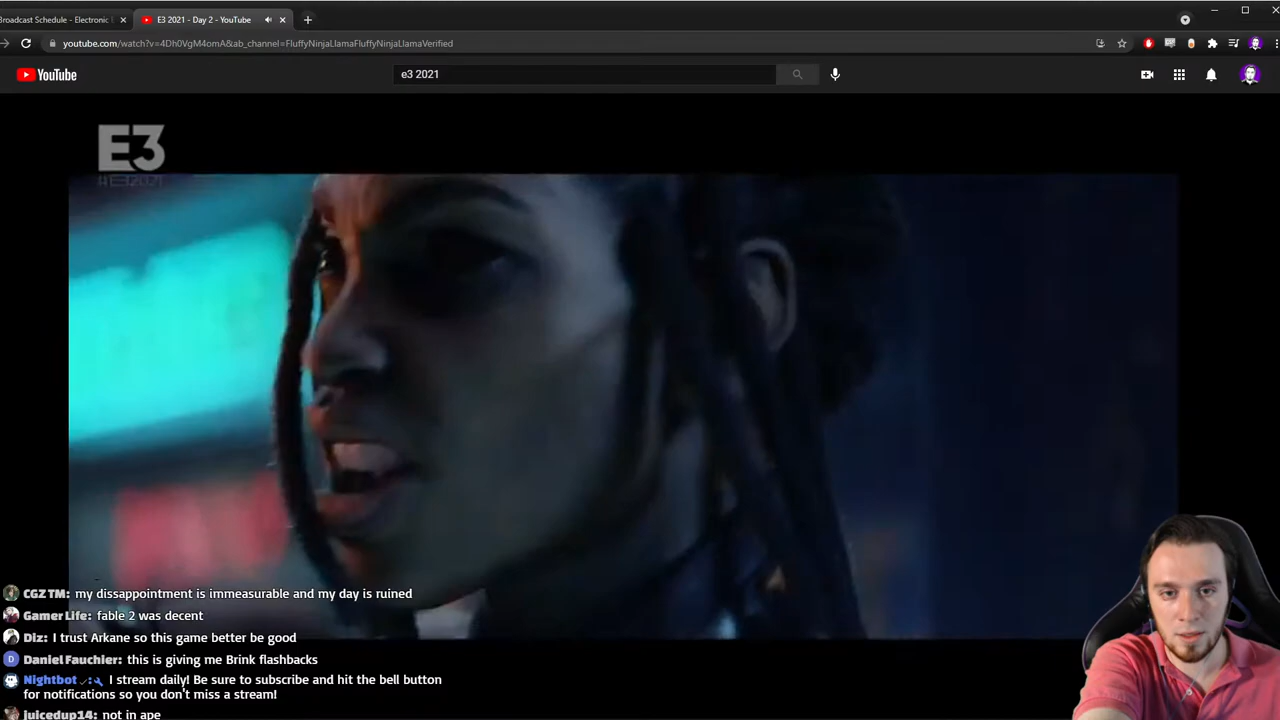 Broadcast Schedule - Electronic E
E3 2021 - Day 2 - YouTube
youtube.com/watch?v=4Dh0VgM4omA&ab_channel=FluffyNinjaLlamaFluffyNinjaLlamaVerified
YouTube
e3 2021
E3
#E32021
CGZ TM: my dissappointment is immeasurable and my day is ruined
Gamer Life: fable 2 was decent
Diz: I trust Arkane so this game better be good
D Daniel Fauchier: this is giving me Brink flashbacks
Nightbot: I stream daily! Be sure to subscribe and hit the bell button
for notifications so you don't miss a stream!
juicedup14: not in ape